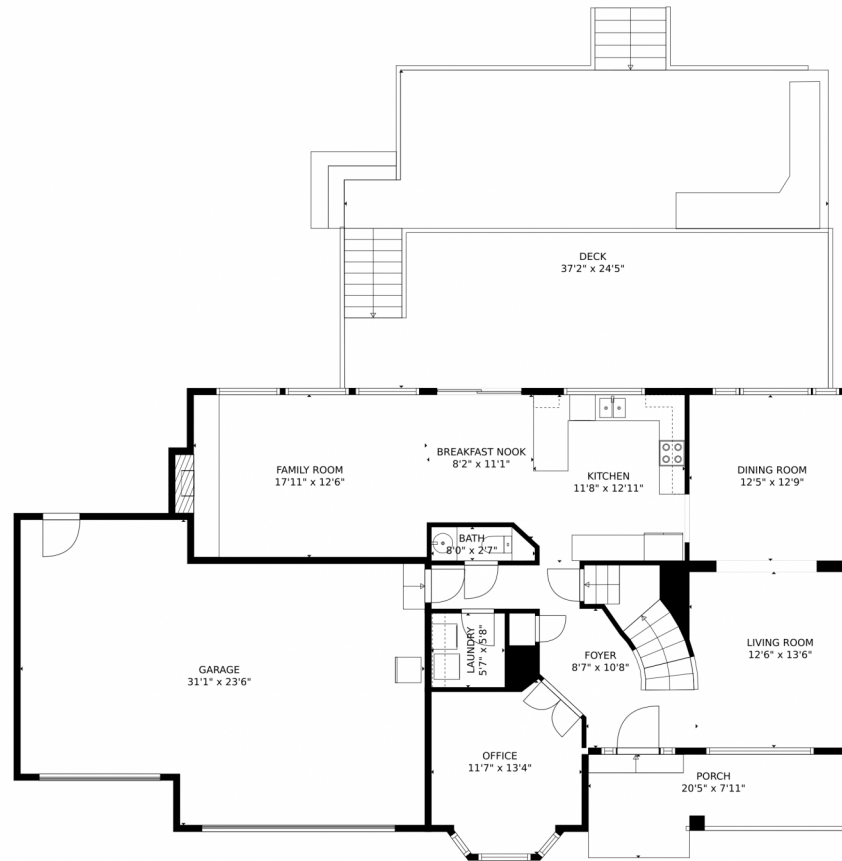 DECK
37'2" x 24'5"
FAMILY ROOM
17'11" x 12'6"
BREAKFAST NOOK
8'2" x 11'1"
KITCHEN
11'8" x 12'11"
DINING ROOM
12'5" x 12'9"
BATH
8'0" x 2'7"
GARAGE
31'1" x 23'6"
LAUNDRY
5'7" x 5'8"
FOYER
8'7" x 10'8"
LIVING ROOM
12'6" x 13'6"
OFFICE
11'7" x 13'4"
PORCH
20'5" x 7'11"